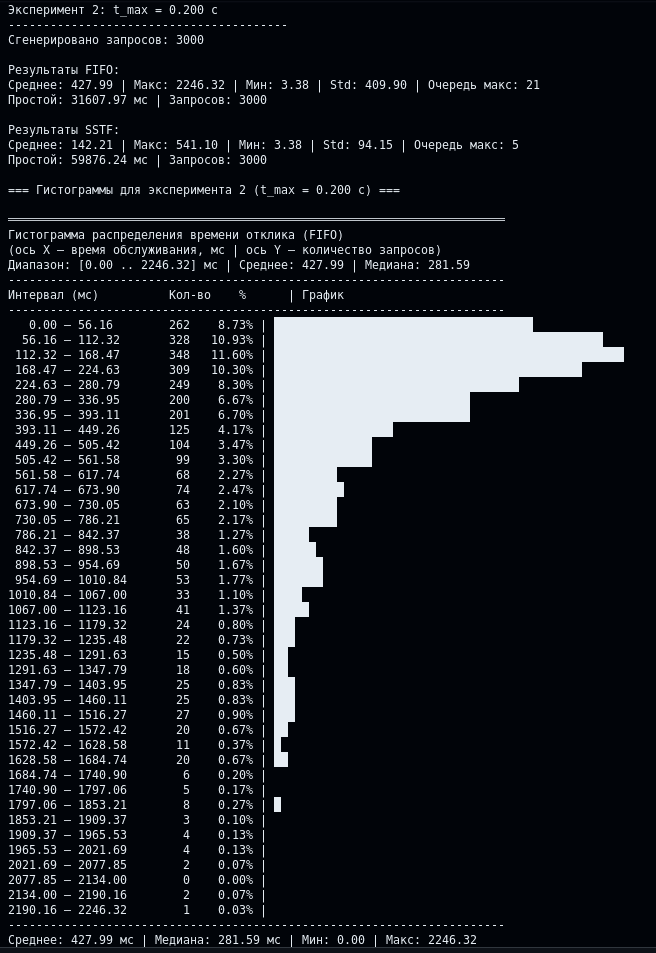 Эксперимент 2: t_max = 0.200 с
----------------------------------------
Сгенерировано запросов: 3000
Результаты FIFO:
Среднее: 427.99 | Макс: 2246.32 | Мин: 3.38 | Std: 409.90 | Очередь макс: 21
Простой: 31607.97 мс | Запросов: 3000
Результаты SSTF:
Среднее: 142.21 | Макс: 541.10 | Мин: 3.38 | Std: 94.15 | Очередь макс: 5
Простой: 59876.24 мс | Запросов: 3000
=== Гистограммы для эксперимента 2 (t_max = 0.200 с) ===
═══════════════════════════════════════════════════════════════════════
Гистограмма распределения времени отклика (FIFO)
(ось X — время обслуживания, мс | ось Y — количество запросов)
Диапазон: [0.00 .. 2246.32] мс | Среднее: 427.99 | Медиана: 281.59
-----------------------------------------------------------------------
Интервал (мс) Кол-во % | График
-----------------------------------------------------------------------
0.00 — 56.16 262 8.73% |
56.16 — 112.32 328 10.93% |
112.32 — 168.47 348 11.60% |
168.47 — 224.63 309 10.30% |
224.63 — 280.79 249 8.30% |
280.79 — 336.95 200 6.67% |
336.95 — 393.11 201 6.70% |
393.11 — 449.26 125 4.17% |
449.26 — 505.42 104 3.47% |
505.42 — 561.58 99 3.30% |
561.58 — 617.74 68 2.27% |
617.74 — 673.90 74 2.47% |
673.90 — 730.05 63 2.10% |
730.05 — 786.21 65 2.17% |
786.21 — 842.37 38 1.27% |
842.37 — 898.53 48 1.60% |
898.53 — 954.69 50 1.67% |
954.69 — 1010.84 53 1.77% |
1010.84 — 1067.00 33 1.10% |
1067.00 — 1123.16 41 1.37% |
1123.16 — 1179.32 24 0.80% |
1179.32 — 1235.48 22 0.73% |
1235.48 — 1291.63 15 0.50% |
1291.63 — 1347.79 18 0.60% |
1347.79 — 1403.95 25 0.83% |
1403.95 — 1460.11 25 0.83% |
1460.11 — 1516.27 27 0.90% |
1516.27 — 1572.42 20 0.67% |
1572.42 — 1628.58 11 0.37% |
1628.58 — 1684.74 20 0.67% |
1684.74 — 1740.90 6 0.20% |
1740.90 — 1797.06 5 0.17% |
1797.06 — 1853.21 8 0.27% |
1853.21 — 1909.37 3 0.10% |
1909.37 — 1965.53 4 0.13% |
1965.53 — 2021.69 4 0.13% |
2021.69 — 2077.85 2 0.07% |
2077.85 — 2134.00 0 0.00% |
2134.00 — 2190.16 2 0.07% |
2190.16 — 2246.32 1 0.03% |
-----------------------------------------------------------------------
Среднее: 427.99 мс | Медиана: 281.59 мс | Мин: 0.00 | Макс: 2246.32